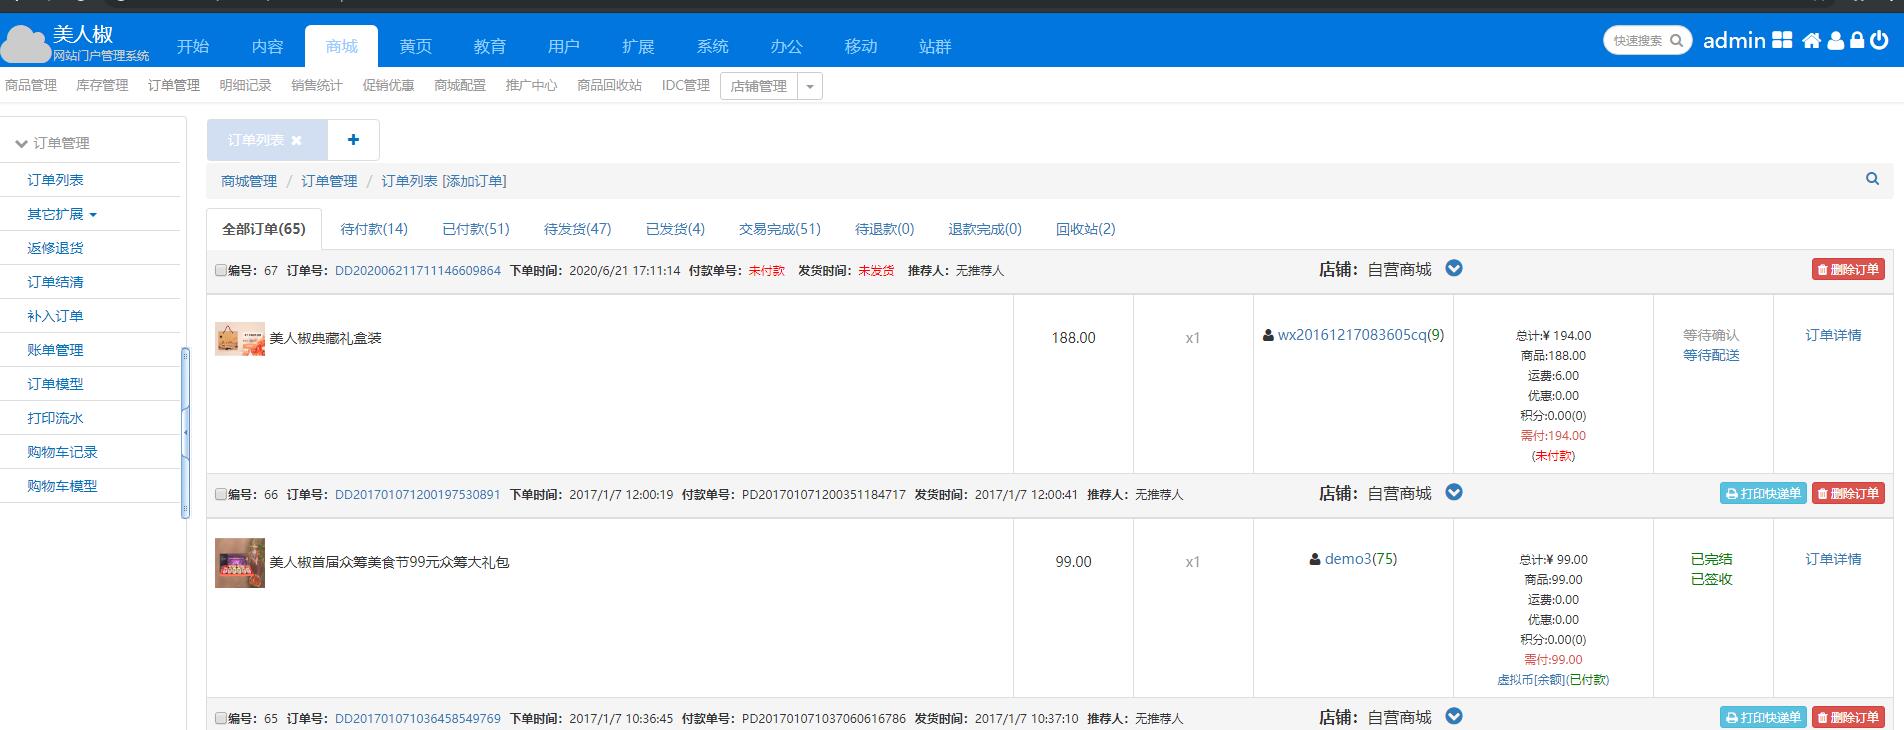 美人椒
网站门户管理系统
开始 内容 商城 黄页 教育 用户 扩展 系统 办公 移动 站群
快速搜索 admin
商品管理 库存管理 订单管理 明细记录 销售统计 促销优惠 商城配置 推广中心 商品回收站 IDC管理 店铺管理
订单管理
订单列表
其它扩展
返修退货
订单结清
补入订单
账单管理
订单模型
打印流水
购物车记录
购物车模型
订单列表
商城管理 / 订单管理 / 订单列表 [添加订单]
全部订单(65) 待付款(14) 已付款(51) 待发货(47) 已发货(4) 交易完成(51) 待退款(0) 退款完成(0) 回收站(2)
编号：67 订单号：DD202006211711146609864 下单时间：2020/6/21 17:11:14 付款单号：未付款 发货时间：未发货 推荐人：无推荐人 店铺：自营商城 删除订单
美人椒典藏礼盒装 188.00 x1 wx20161217083605cq(9)
总计:¥ 194.00
商品:188.00
运费:6.00
优惠:0.00
积分:0.00(0)
需付:194.00
(未付款)
等待确认
等待配送
订单详情
编号：66 订单号：DD201701071200197530891 下单时间：2017/1/7 12:00:19 付款单号：PD201701071200351184717 发货时间：2017/1/7 12:00:41 推荐人：无推荐人 店铺：自营商城 打印快递单 删除订单
美人椒首届众筹美食节99元众筹大礼包 99.00 x1 demo3(75)
总计:¥ 99.00
商品:99.00
运费:0.00
优惠:0.00
积分:0.00(0)
需付:99.00
虚拟币[余额](已付款)
已完结
已签收
订单详情
编号：65 订单号：DD201701071036458549769 下单时间：2017/1/7 10:36:45 付款单号：PD201701071037060616786 发货时间：2017/1/7 10:37:10 推荐人：无推荐人 店铺：自营商城 打印快递单 删除订单